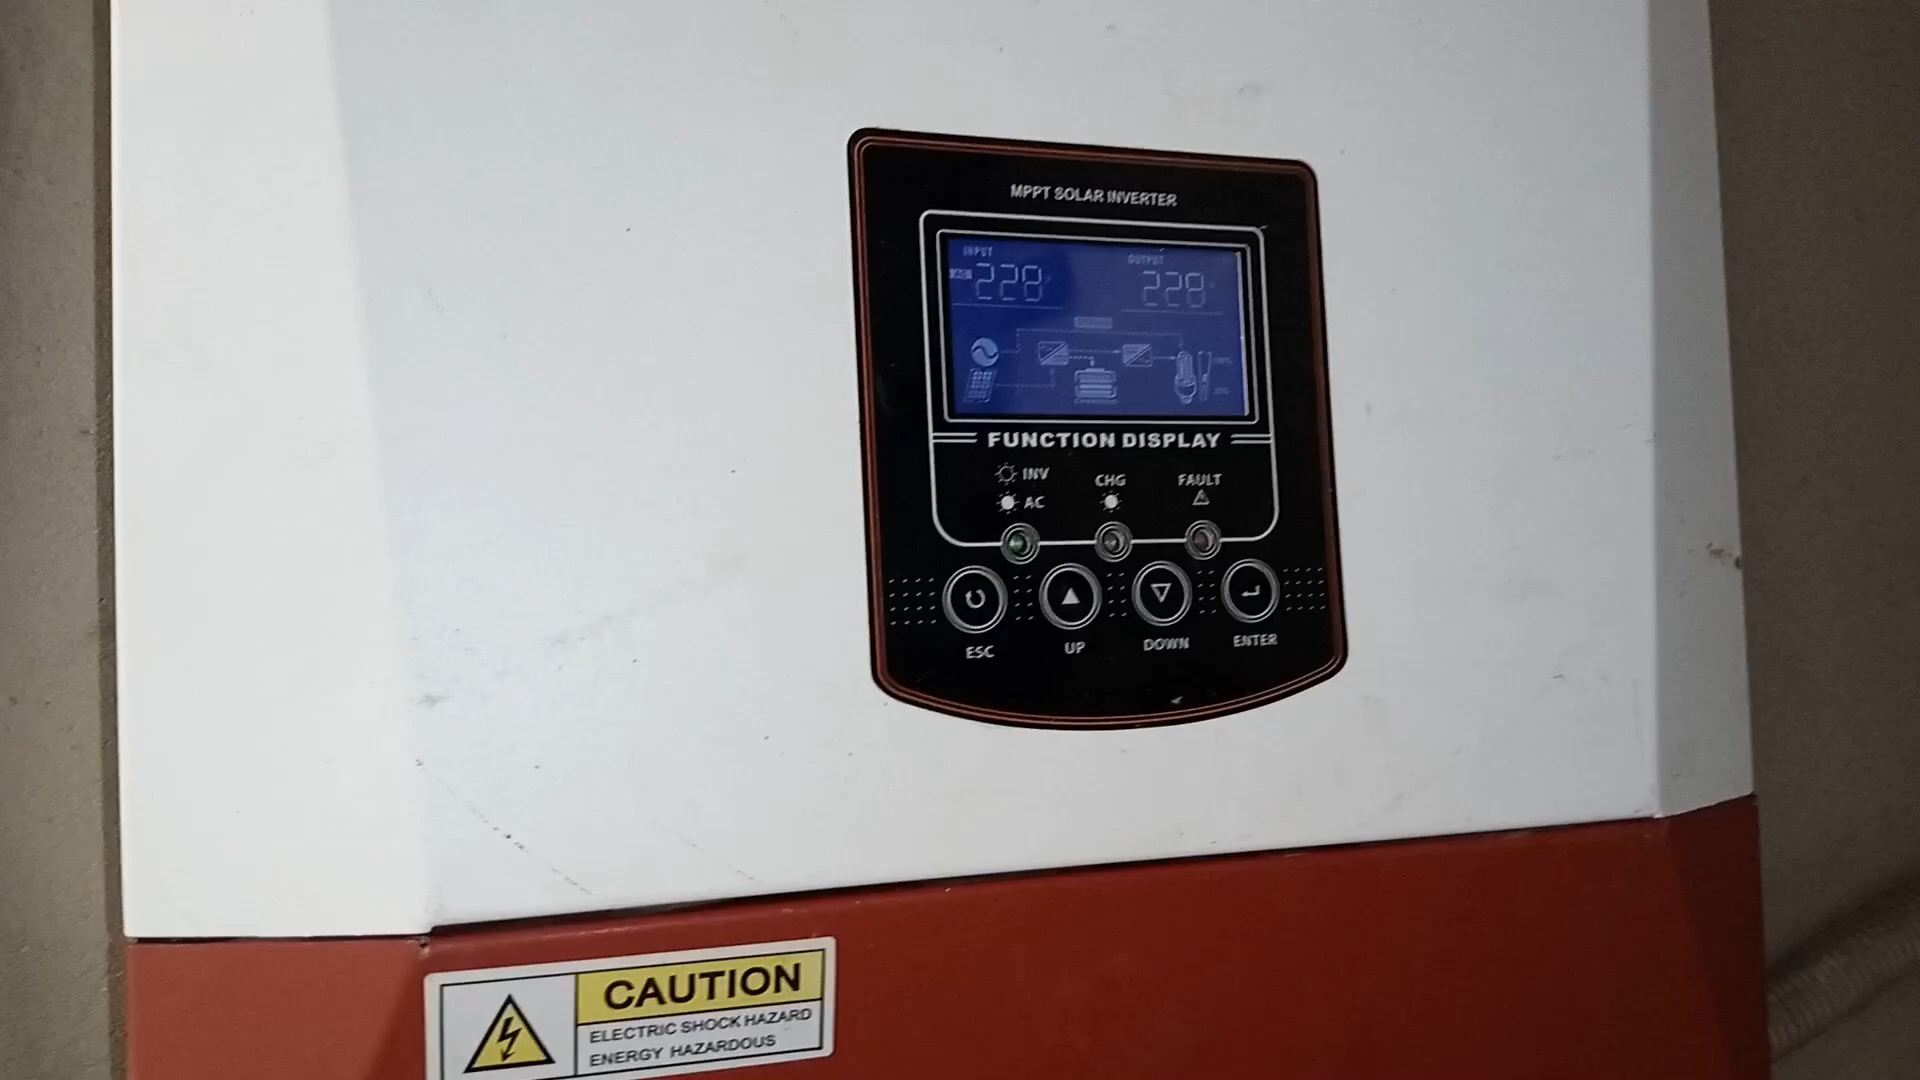 MPPT SOLAR INVERTER
INPUT
OUTPUT
AC 228
228
FUNCTION DISPLAY
INV
AC
CHG
FAULT
ESC
UP
DOWN
ENTER
CAUTION
ELECTRIC SHOCK HAZARD
ENERGY HAZARDOUS